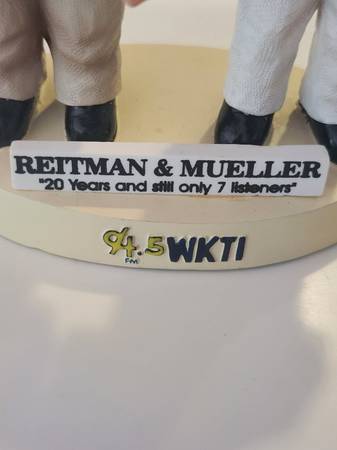 REITMAN & MUELLER
"20 Years and still only 7 listeners"
94.5 WKTI
FM